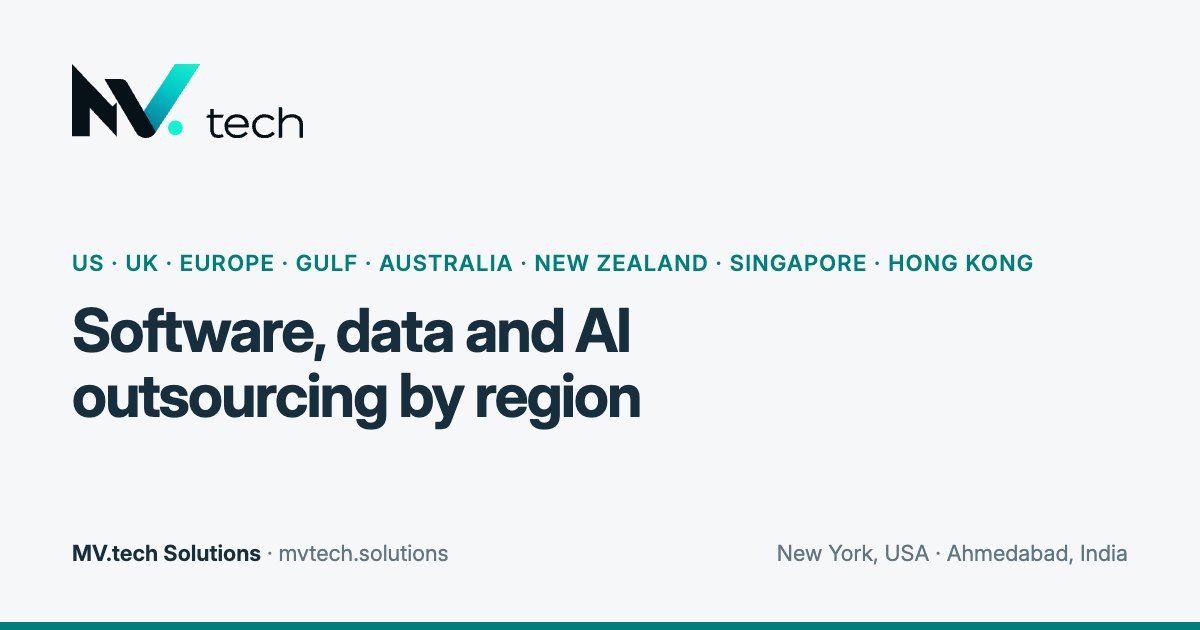 MV. tech
US · UK · EUROPE · GULF · AUSTRALIA · NEW ZEALAND · SINGAPORE · HONG KONG
Software, data and AI
outsourcing by region
MV.tech Solutions · mvtech.solutions
New York, USA · Ahmedabad, India